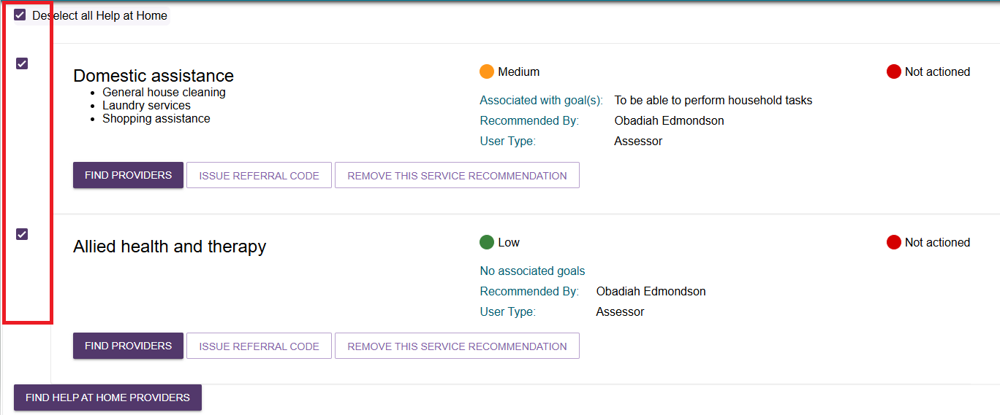 Deselect all Help at Home
Domestic assistance
General house cleaning
Laundry services
Shopping assistance
Medium
Not actioned
Associated with goal(s): To be able to perform household tasks
Recommended By: Obadiah Edmondson
User Type: Assessor
FIND PROVIDERS
ISSUE REFERRAL CODE
REMOVE THIS SERVICE RECOMMENDATION
Allied health and therapy
Low
Not actioned
No associated goals
Recommended By: Obadiah Edmondson
User Type: Assessor
FIND PROVIDERS
ISSUE REFERRAL CODE
REMOVE THIS SERVICE RECOMMENDATION
FIND HELP AT HOME PROVIDERS